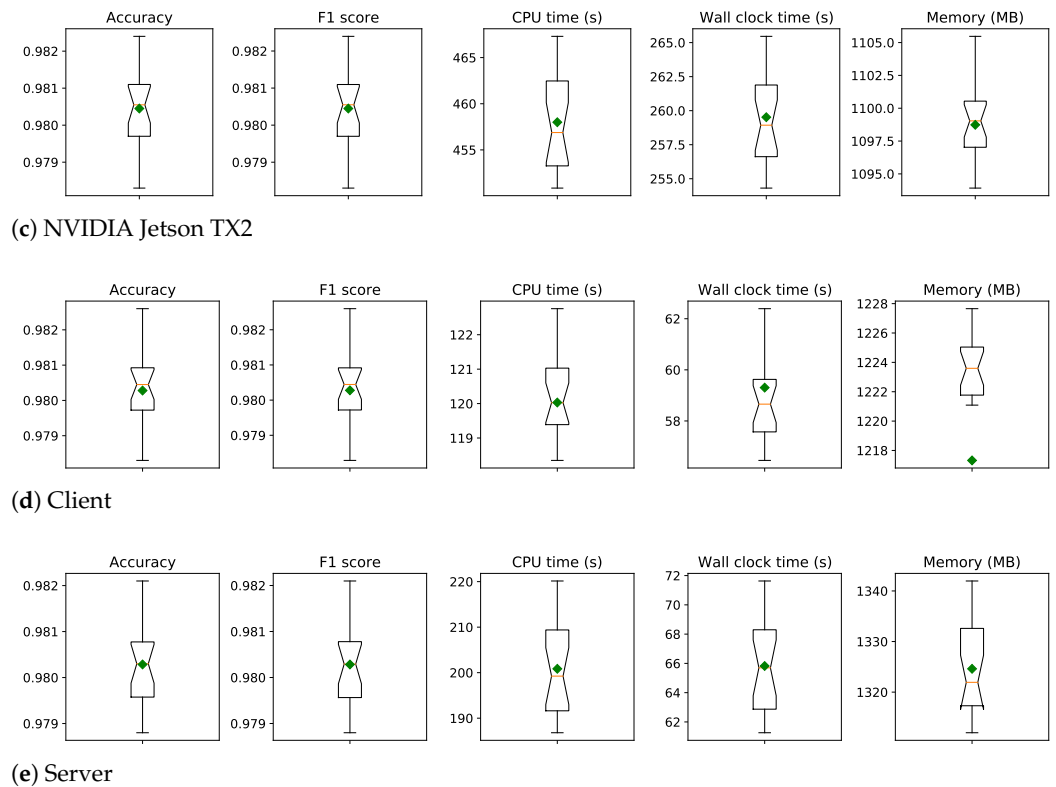 Accuracy F1 score CPU time (s) Wall clock time (s) Memory (MB)
0.982 0.982 465 265.0 1105.0
0.981 0.981 460 262.5 1102.5
0.980 0.980 455 260.0 1100.0
0.979 0.979 257.5 1097.5
255.0 1095.0
(c) NVIDIA Jetson TX2
Accuracy F1 score CPU time (s) Wall clock time (s) Memory (MB)
0.982 0.982 122 62 1228
0.981 0.981 121 60 1226
0.980 0.980 120 58 1224
0.979 0.979 119 1222
1220
1218
(d) Client
Accuracy F1 score CPU time (s) Wall clock time (s) Memory (MB)
0.982 0.982 220 72 1340
0.981 0.981 210 70 1330
0.980 0.980 200 68 1320
0.979 0.979 190 66
64
62
(e) Server